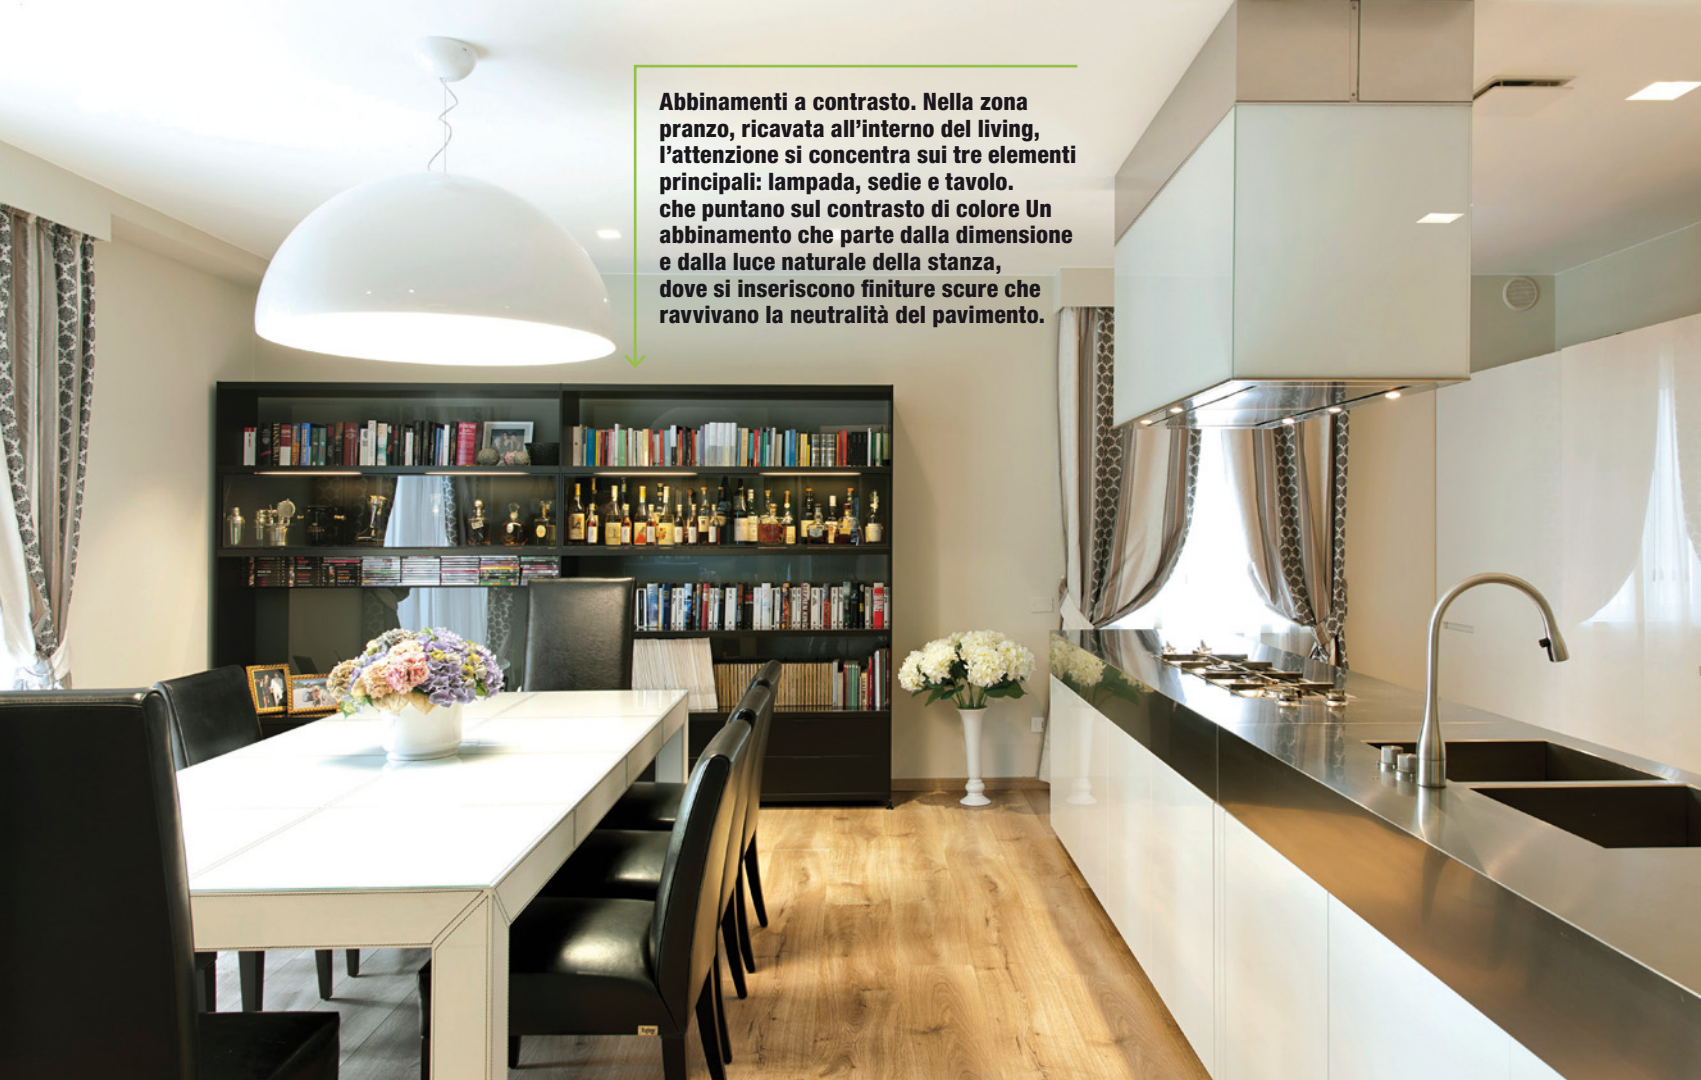 Abbinamenti a contrasto. Nella zona
pranzo, ricavata all’interno del living,
l’attenzione si concentra sui tre elementi
principali: lampada, sedie e tavolo.
che puntano sul contrasto di colore Un
abbinamento che parte dalla dimensione
e dalla luce naturale della stanza,
dove si inseriscono finiture scure che
ravvivano la neutralità del pavimento.